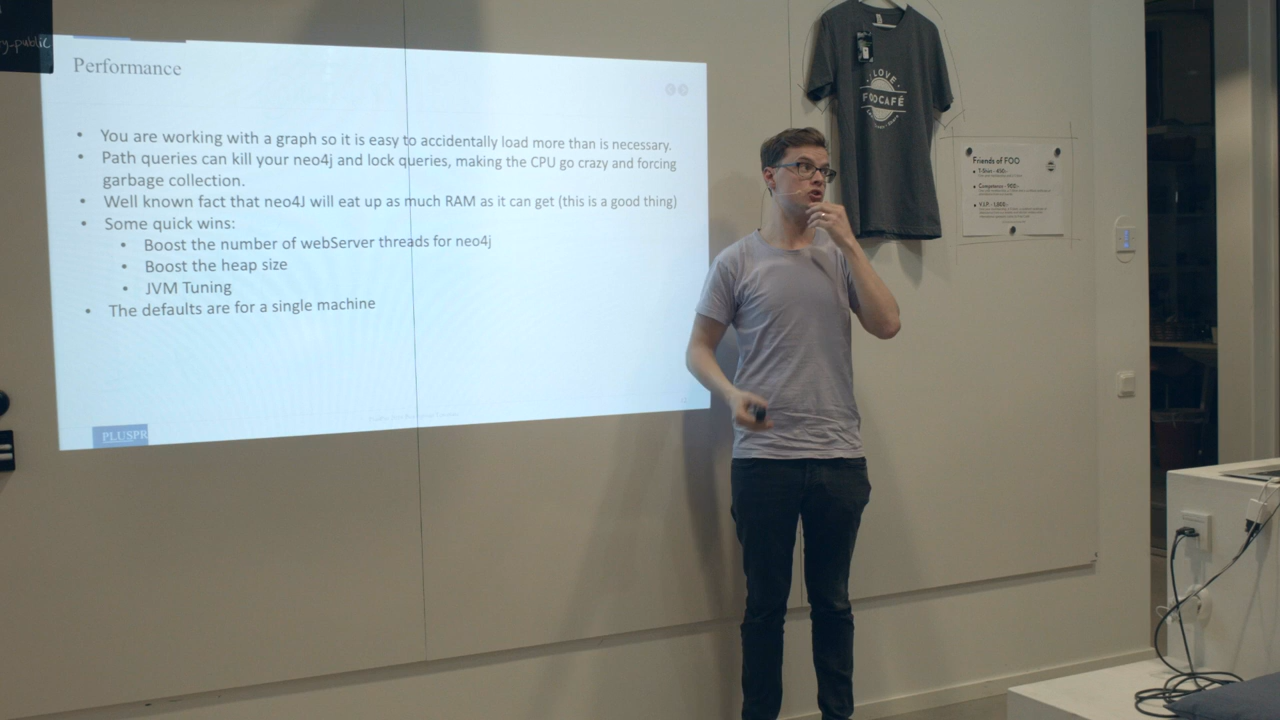 y_public
Performance
• You are working with a graph so it is easy to accidentally load more than is necessary.
• Path queries can kill your neo4j and lock queries, making the CPU go crazy and forcing
garbage collection.
• Well known fact that neo4J will eat up as much RAM as it can get (this is a good thing)
• Some quick wins:
• Boost the number of webServer threads for neo4j
• Boost the heap size
• JVM Tuning
• The defaults are for a single machine
PLUSPR
I LOVE
FOOCAFÉ
Friends of FOO